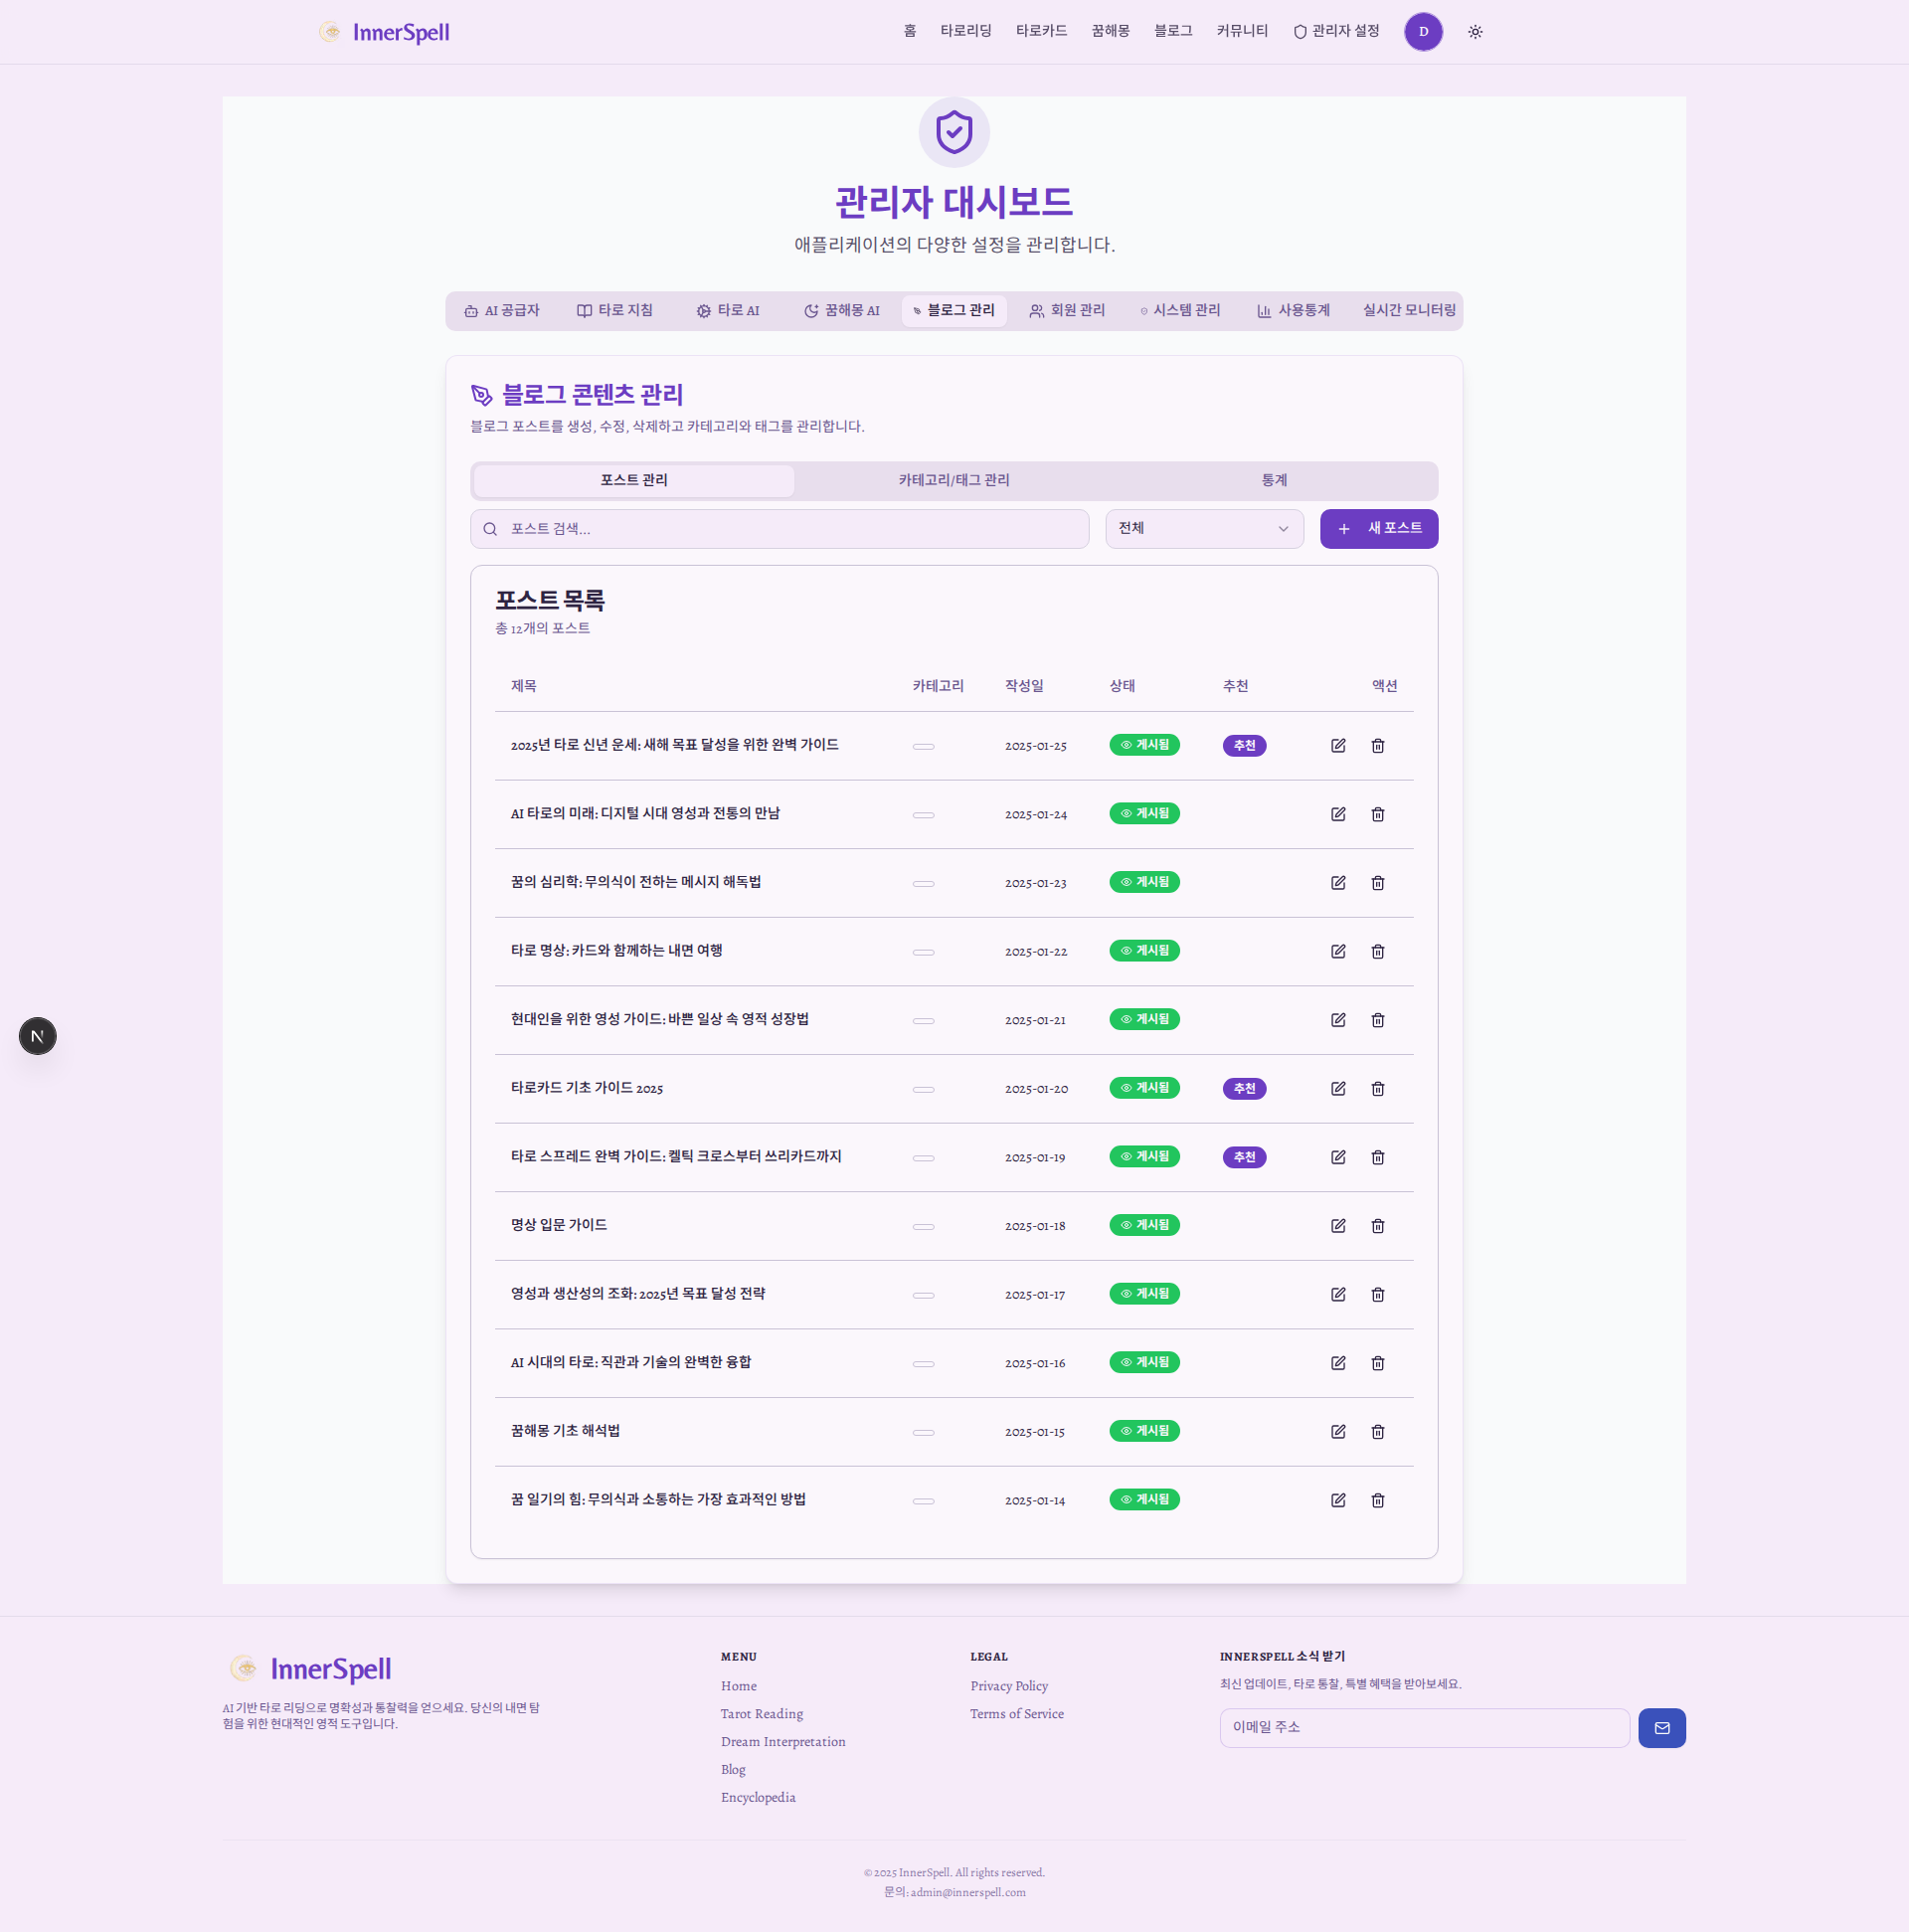 InnerSpell
홈 타로리딩 타로카드 꿈해몽 블로그 커뮤니티 관리자 설정 D
관리자 대시보드
애플리케이션의 다양한 설정을 관리합니다.
AI 공급자 타로 지침 타로 AI 꿈해몽 AI 블로그 관리 회원 관리 시스템 관리 사용통계 실시간 모니터링
블로그 콘텐츠 관리
블로그 포스트를 생성, 수정, 삭제하고 카테고리와 태그를 관리합니다.
포스트 관리 카테고리/태그 관리 통계
포스트 검색... 전체 새 포스트
포스트 목록
총 12개의 포스트
제목 카테고리 작성일 상태 추천 액션
2025년 타로 신년 운세: 새해 목표 달성을 위한 완벽 가이드 2025-01-25 게시됨 추천
AI 타로의 미래: 디지털 시대 영성과 전통의 만남 2025-01-24 게시됨
꿈의 심리학: 무의식이 전하는 메시지 해독법 2025-01-23 게시됨
타로 명상: 카드와 함께하는 내면 여행 2025-01-22 게시됨
현대인을 위한 영성 가이드: 바쁜 일상 속 영적 성장법 2025-01-21 게시됨
타로카드 기초 가이드 2025 2025-01-20 게시됨 추천
타로 스프레드 완벽 가이드: 켈틱 크로스부터 쓰리카드까지 2025-01-19 게시됨 추천
명상 입문 가이드 2025-01-18 게시됨
영성과 생산성의 조화: 2025년 목표 달성 전략 2025-01-17 게시됨
AI 시대의 타로: 직관과 기술의 완벽한 융합 2025-01-16 게시됨
꿈해몽 기초 해석법 2025-01-15 게시됨
꿈 일기의 힘: 무의식과 소통하는 가장 효과적인 방법 2025-01-14 게시됨
N
InnerSpell
AI 기반 타로 리딩으로 명확성과 통찰력을 얻으세요. 당신의 내면 탐
험을 위한 현대적인 영적 도구입니다.
MENU
Home
Tarot Reading
Dream Interpretation
Blog
Encyclopedia
LEGAL
Privacy Policy
Terms of Service
INNERSPELL 소식 받기
최신 업데이트, 타로 통찰, 특별 혜택을 받아보세요.
이메일 주소
© 2025 InnerSpell. All rights reserved.
문의: admin@innerspell.com